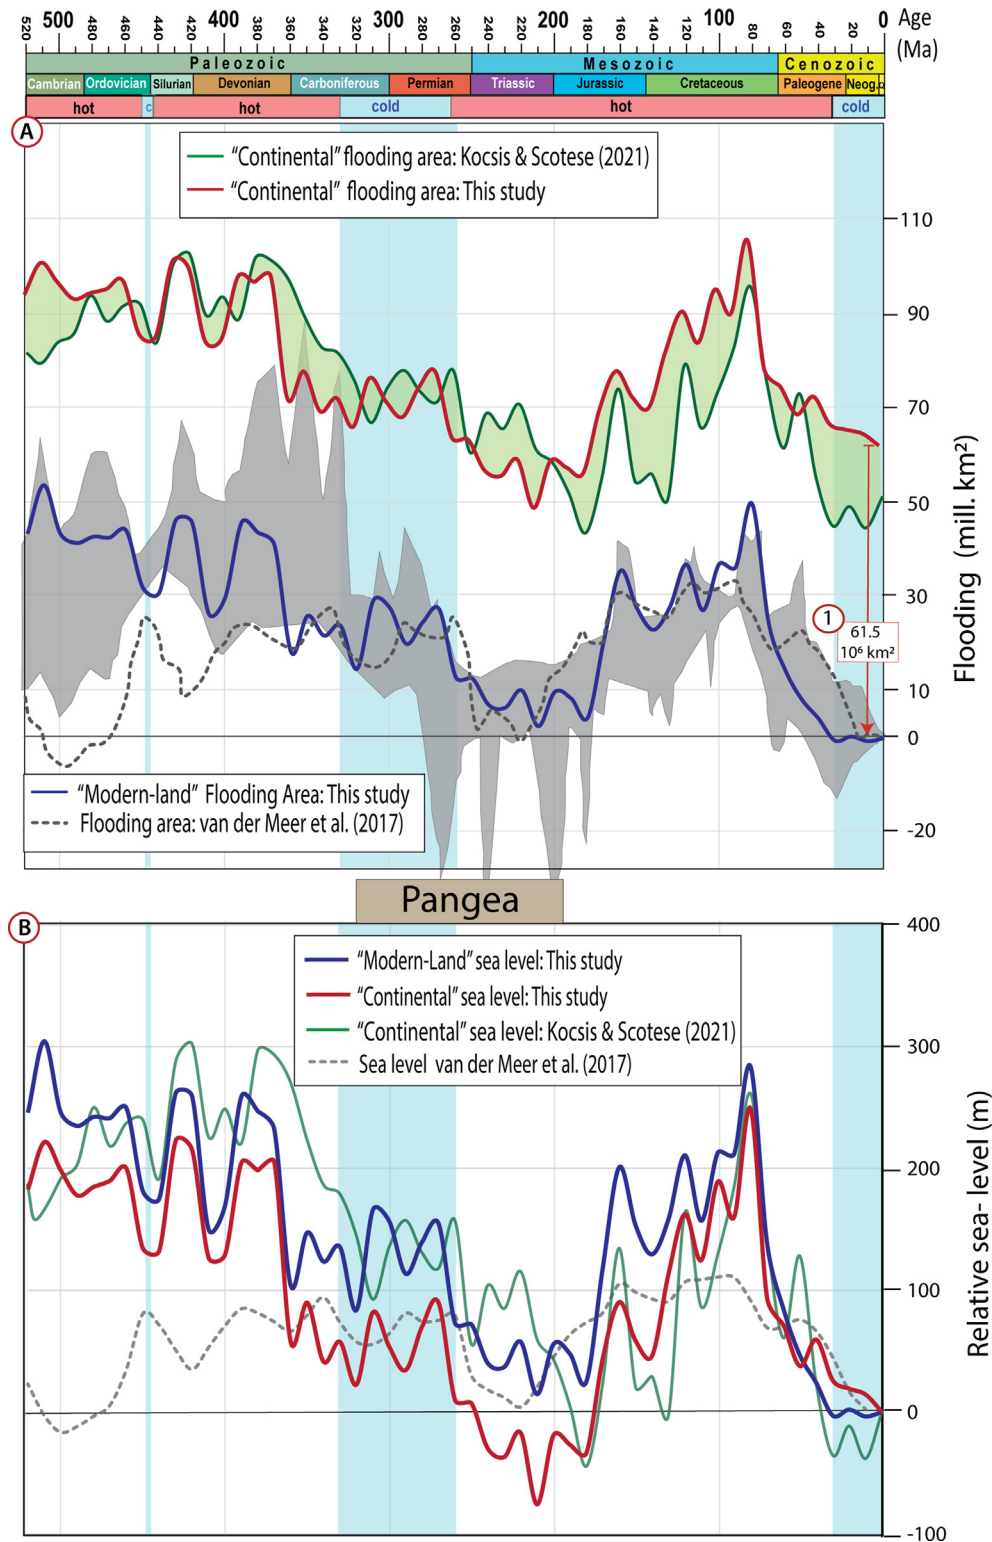 520 500 480 460 440 420 400 380 360 340 320 300 280 260 240 220 200 180 160 140 120 100 80 60 40 20 0 Age
(Ma)
Paleozoic Mesozoic Cenozoic
Cambrian Ordovician Silurian Devonian Carboniferous Permian Triassic Jurassic Cretaceous Paleogene Neog.
hot c hot cold hot cold
A
"Continental" flooding area: Kocsis & Scotese (2021)
"Continental" flooding area: This study
110
90
70
50
30
10
0
-20
Flooding (mill. km²)
1
61.5
10⁶ km²
"Modern-land" Flooding Area: This study
Flooding area: van der Meer et al. (2017)
Pangea
B
"Modern-Land" sea level: This study
"Continental" sea level: This study
"Continental" sea level: Kocsis & Scotese (2021)
Sea level van der Meer et al. (2017)
400
300
200
100
0
-100
Relative sea- level (m)